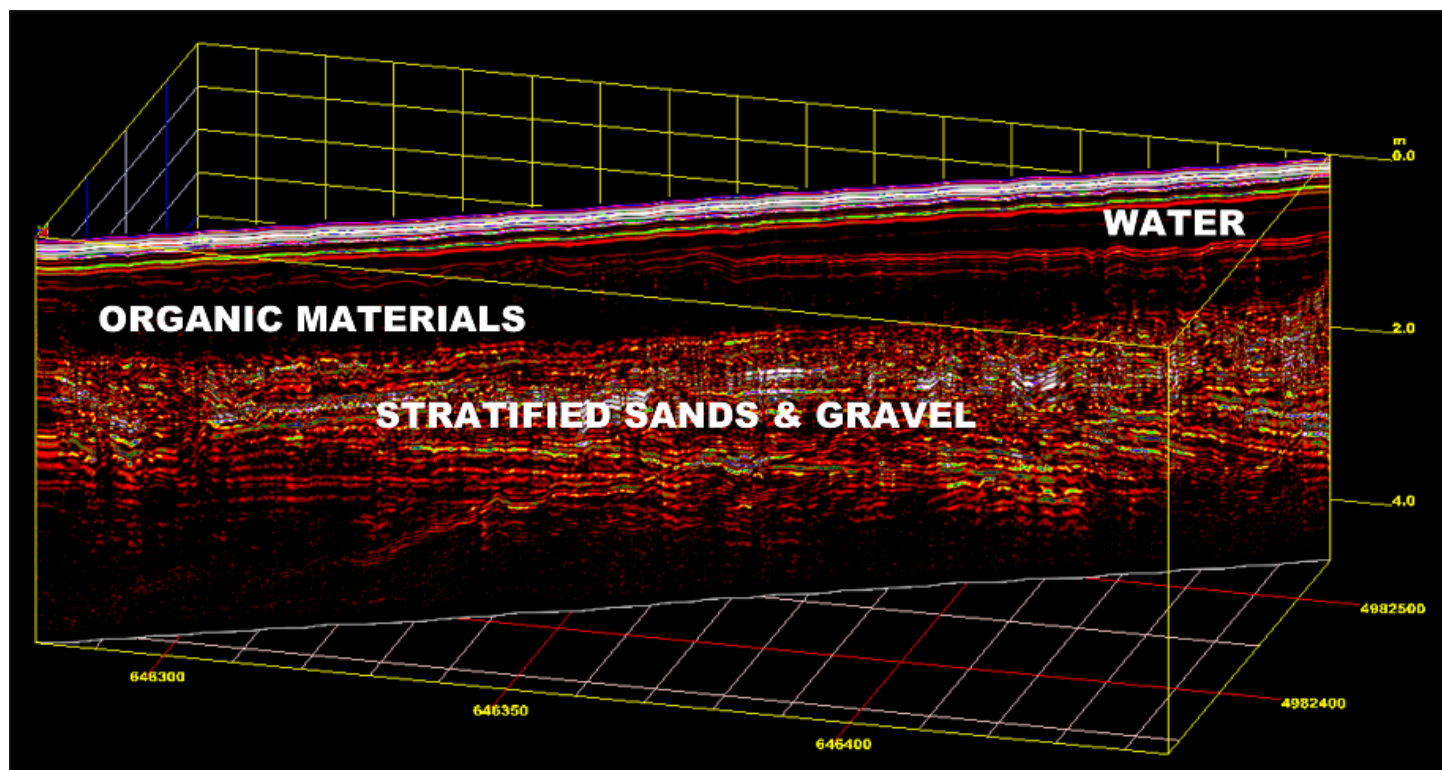 m
0.0
WATER
ORGANIC MATERIALS
2.0
STRATIFIED SANDS & GRAVEL
4.0
4982500
646300
4982400
646350
646400